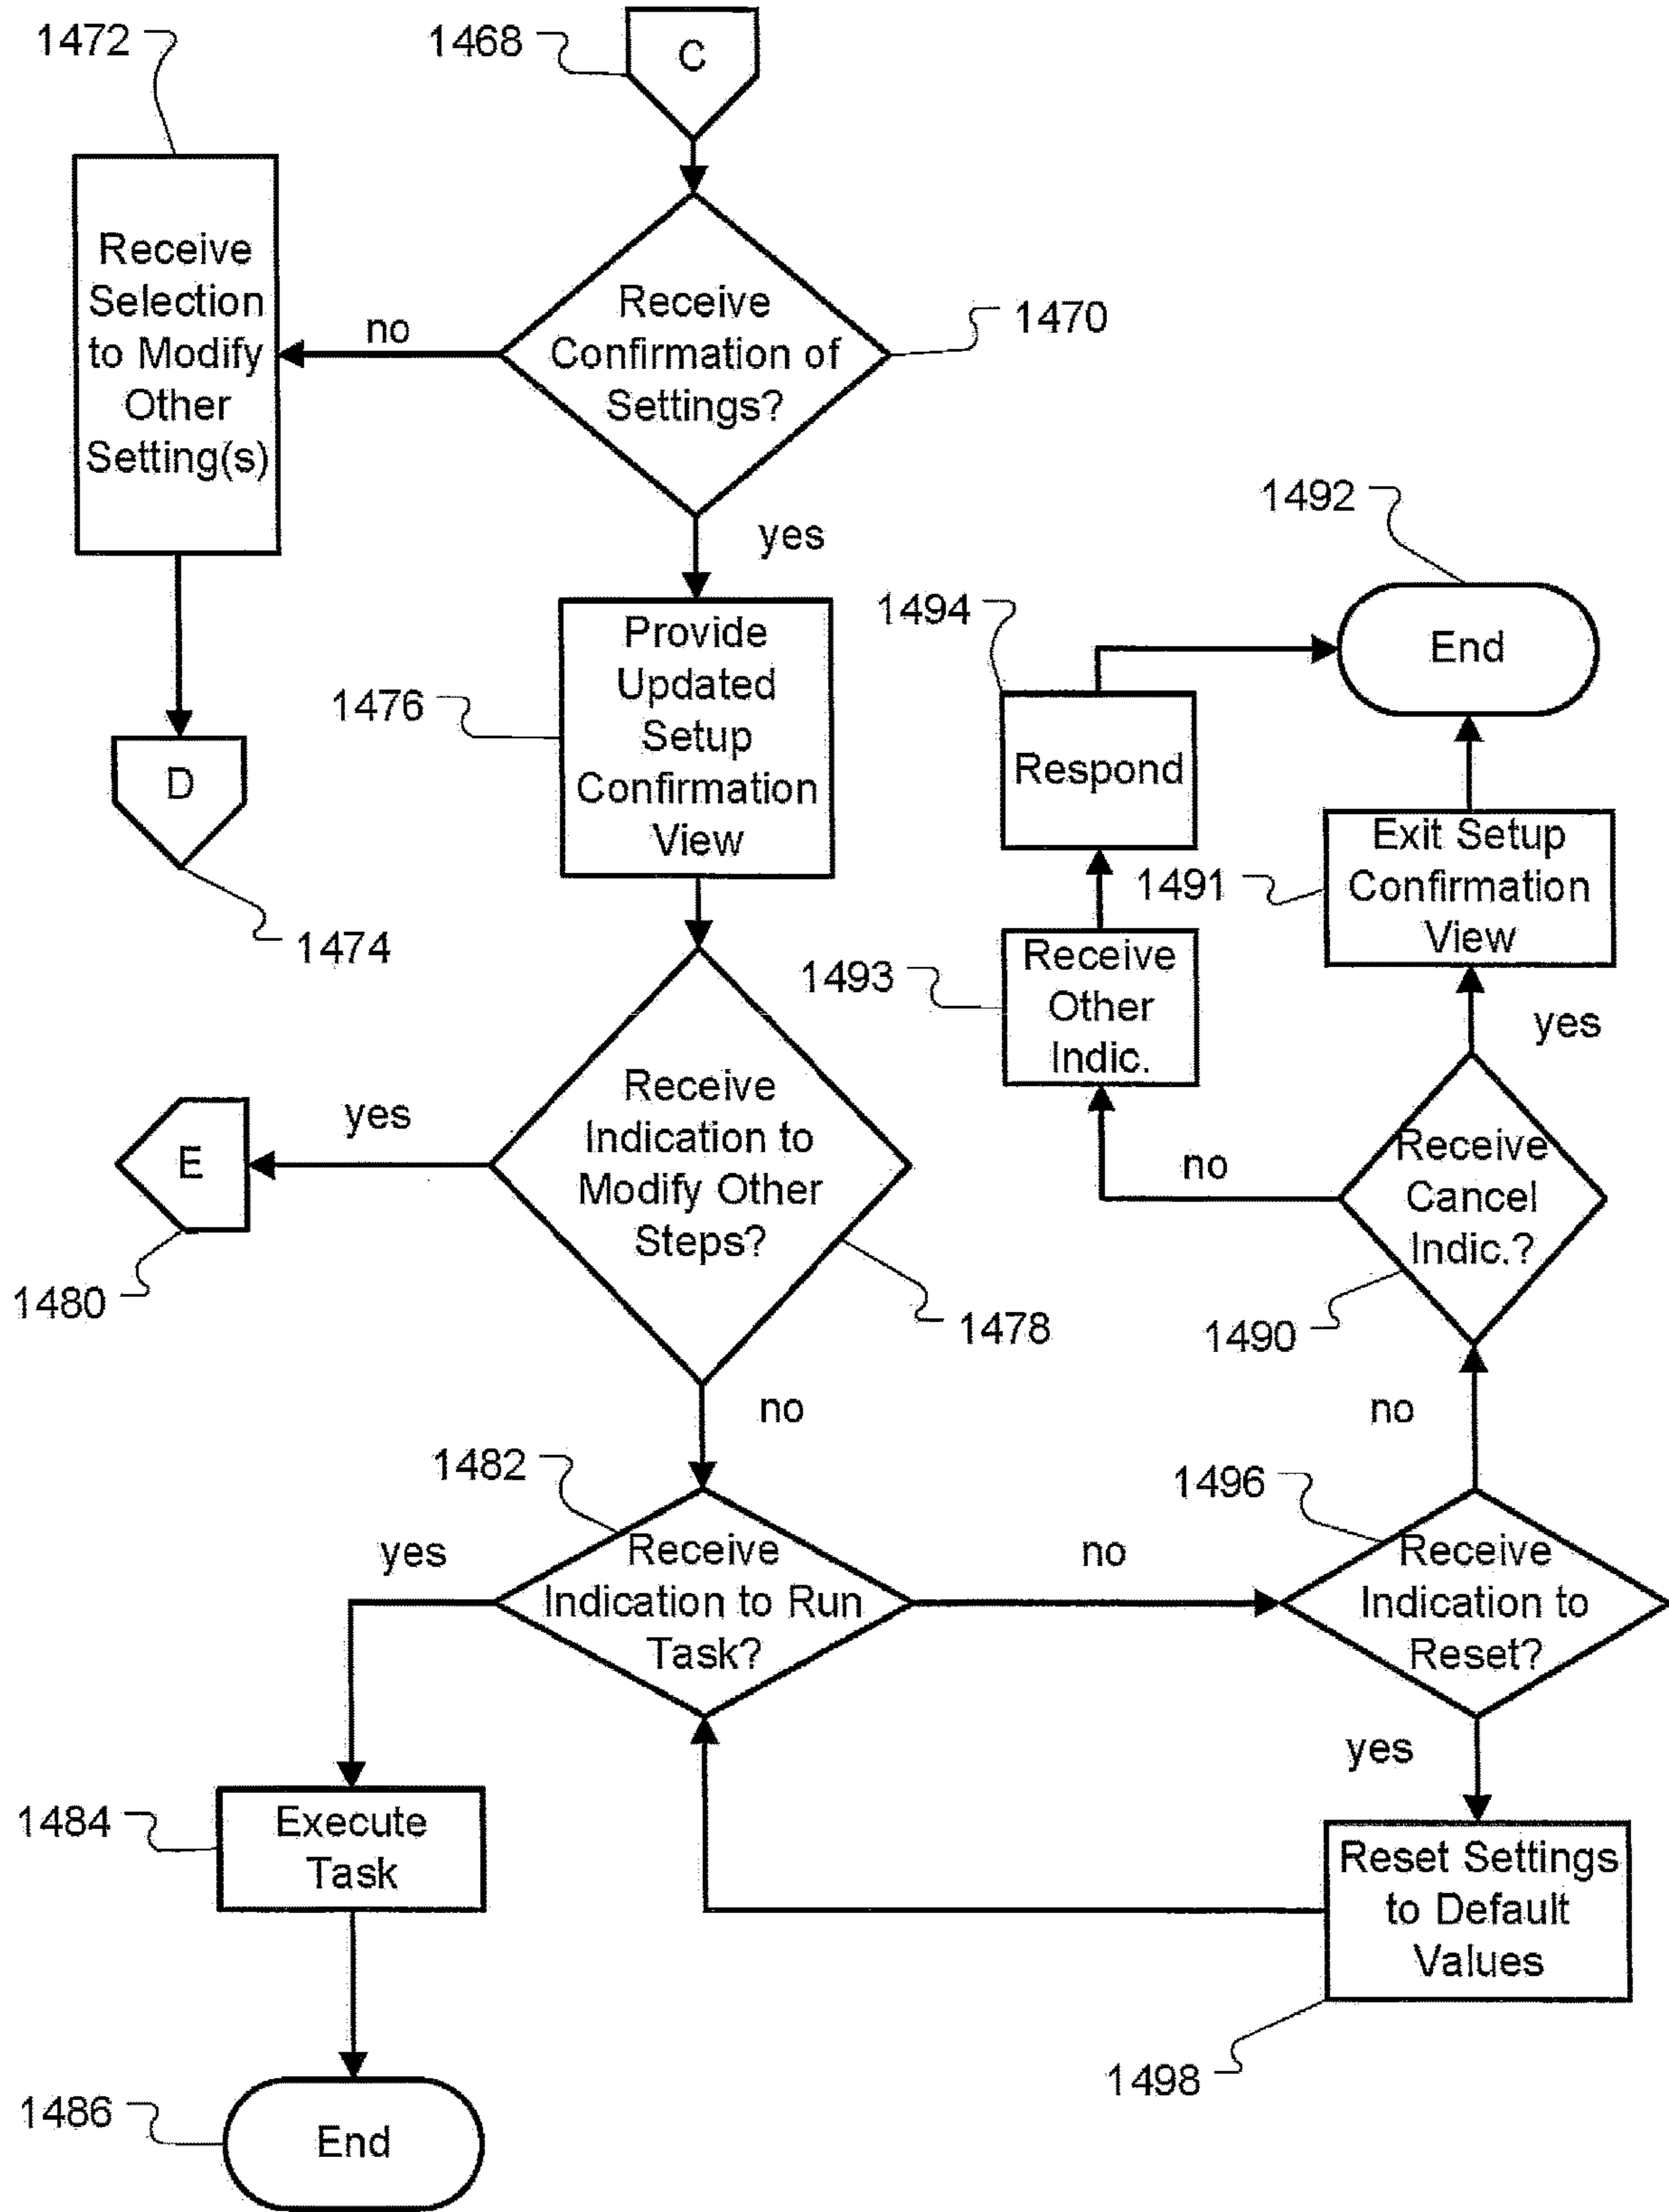 1472
1468
C
Receive
Selection
to Modify
Other
Setting(s)
no
Receive
Confirmation of
Settings?
1470
yes
D
1474
1476
Provide
Updated
Setup
Confirmation
View
1492
End
1494
Respond
1491
Exit Setup
Confirmation
View
1493
Receive
Other
Indic.
yes
no
Receive
Cancel
Indic.?
1490
E
1480
yes
Receive
Indication to
Modify Other
Steps?
1478
no
no
1482
yes
Receive
Indication to Run
Task?
no
1496
Receive
Indication to
Reset?
yes
1484
Execute
Task
Reset Settings
to Default
Values
1498
1486
End